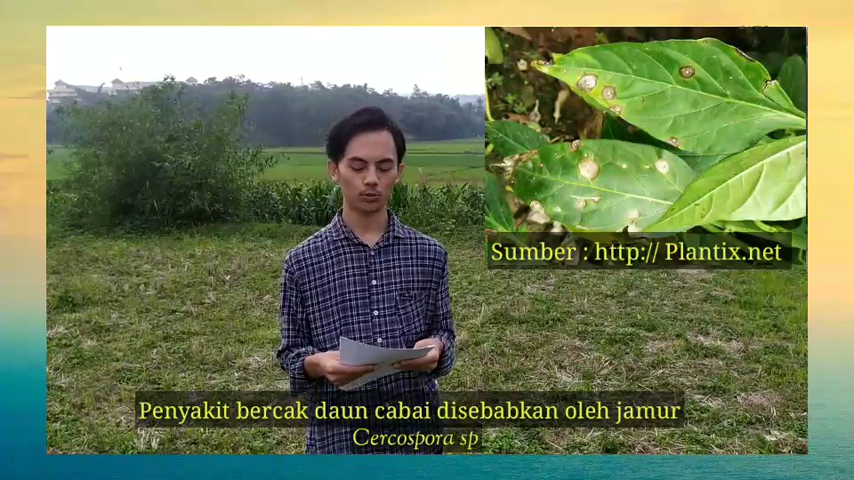 Sumber : http:// Plantix.net
Penyakit bercak daun cabai disebabkan oleh jamur
Cercospora sp